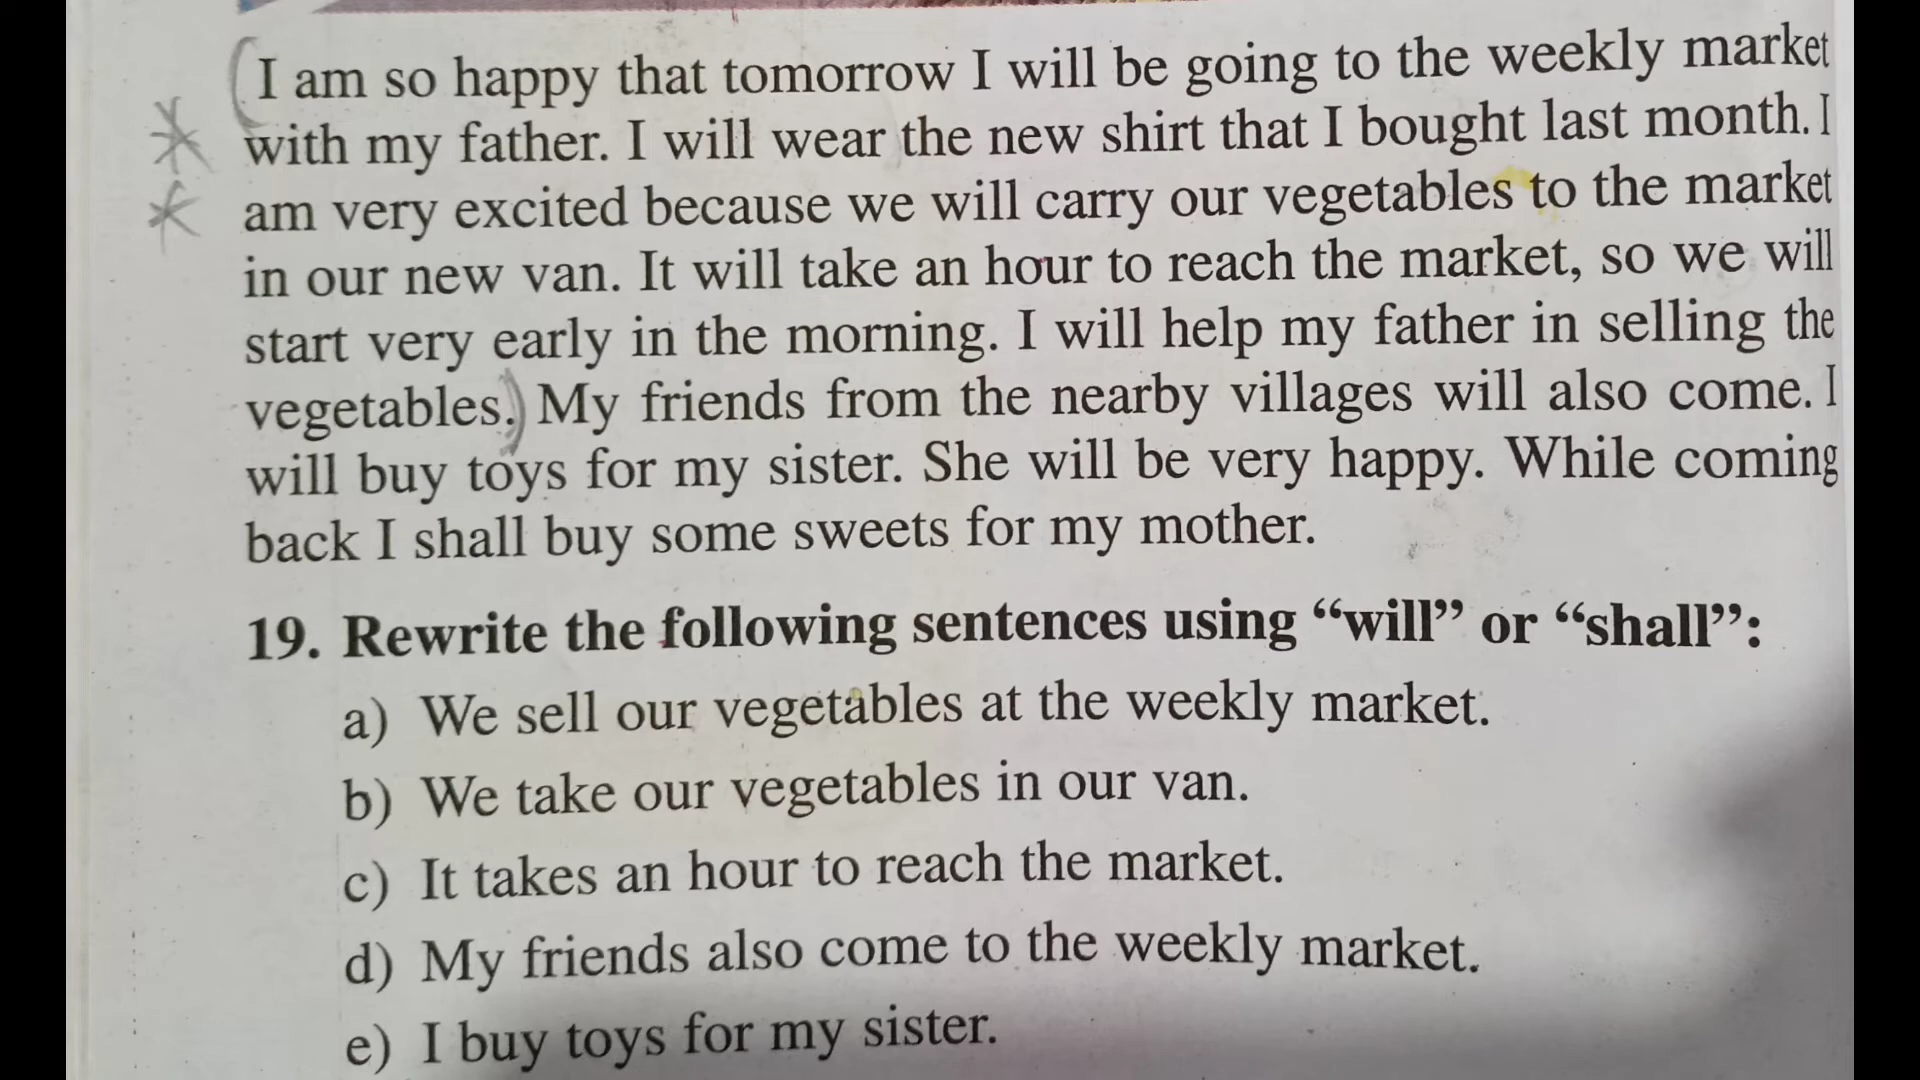 I am so happy that tomorrow I will be going to the weekly market
with my father. I will wear the new shirt that I bought last month. I
am very excited because we will carry our vegetables to the market
in our new van. It will take an hour to reach the market, so we will
start very early in the morning. I will help my father in selling the
vegetables. My friends from the nearby villages will also come. I
will buy toys for my sister. She will be very happy. While coming
back I shall buy some sweets for my mother.
19. Rewrite the following sentences using “will” or “shall”:
a) We sell our vegetables at the weekly market.
b) We take our vegetables in our van.
c) It takes an hour to reach the market.
d) My friends also come to the weekly market.
e) I buy toys for my sister.